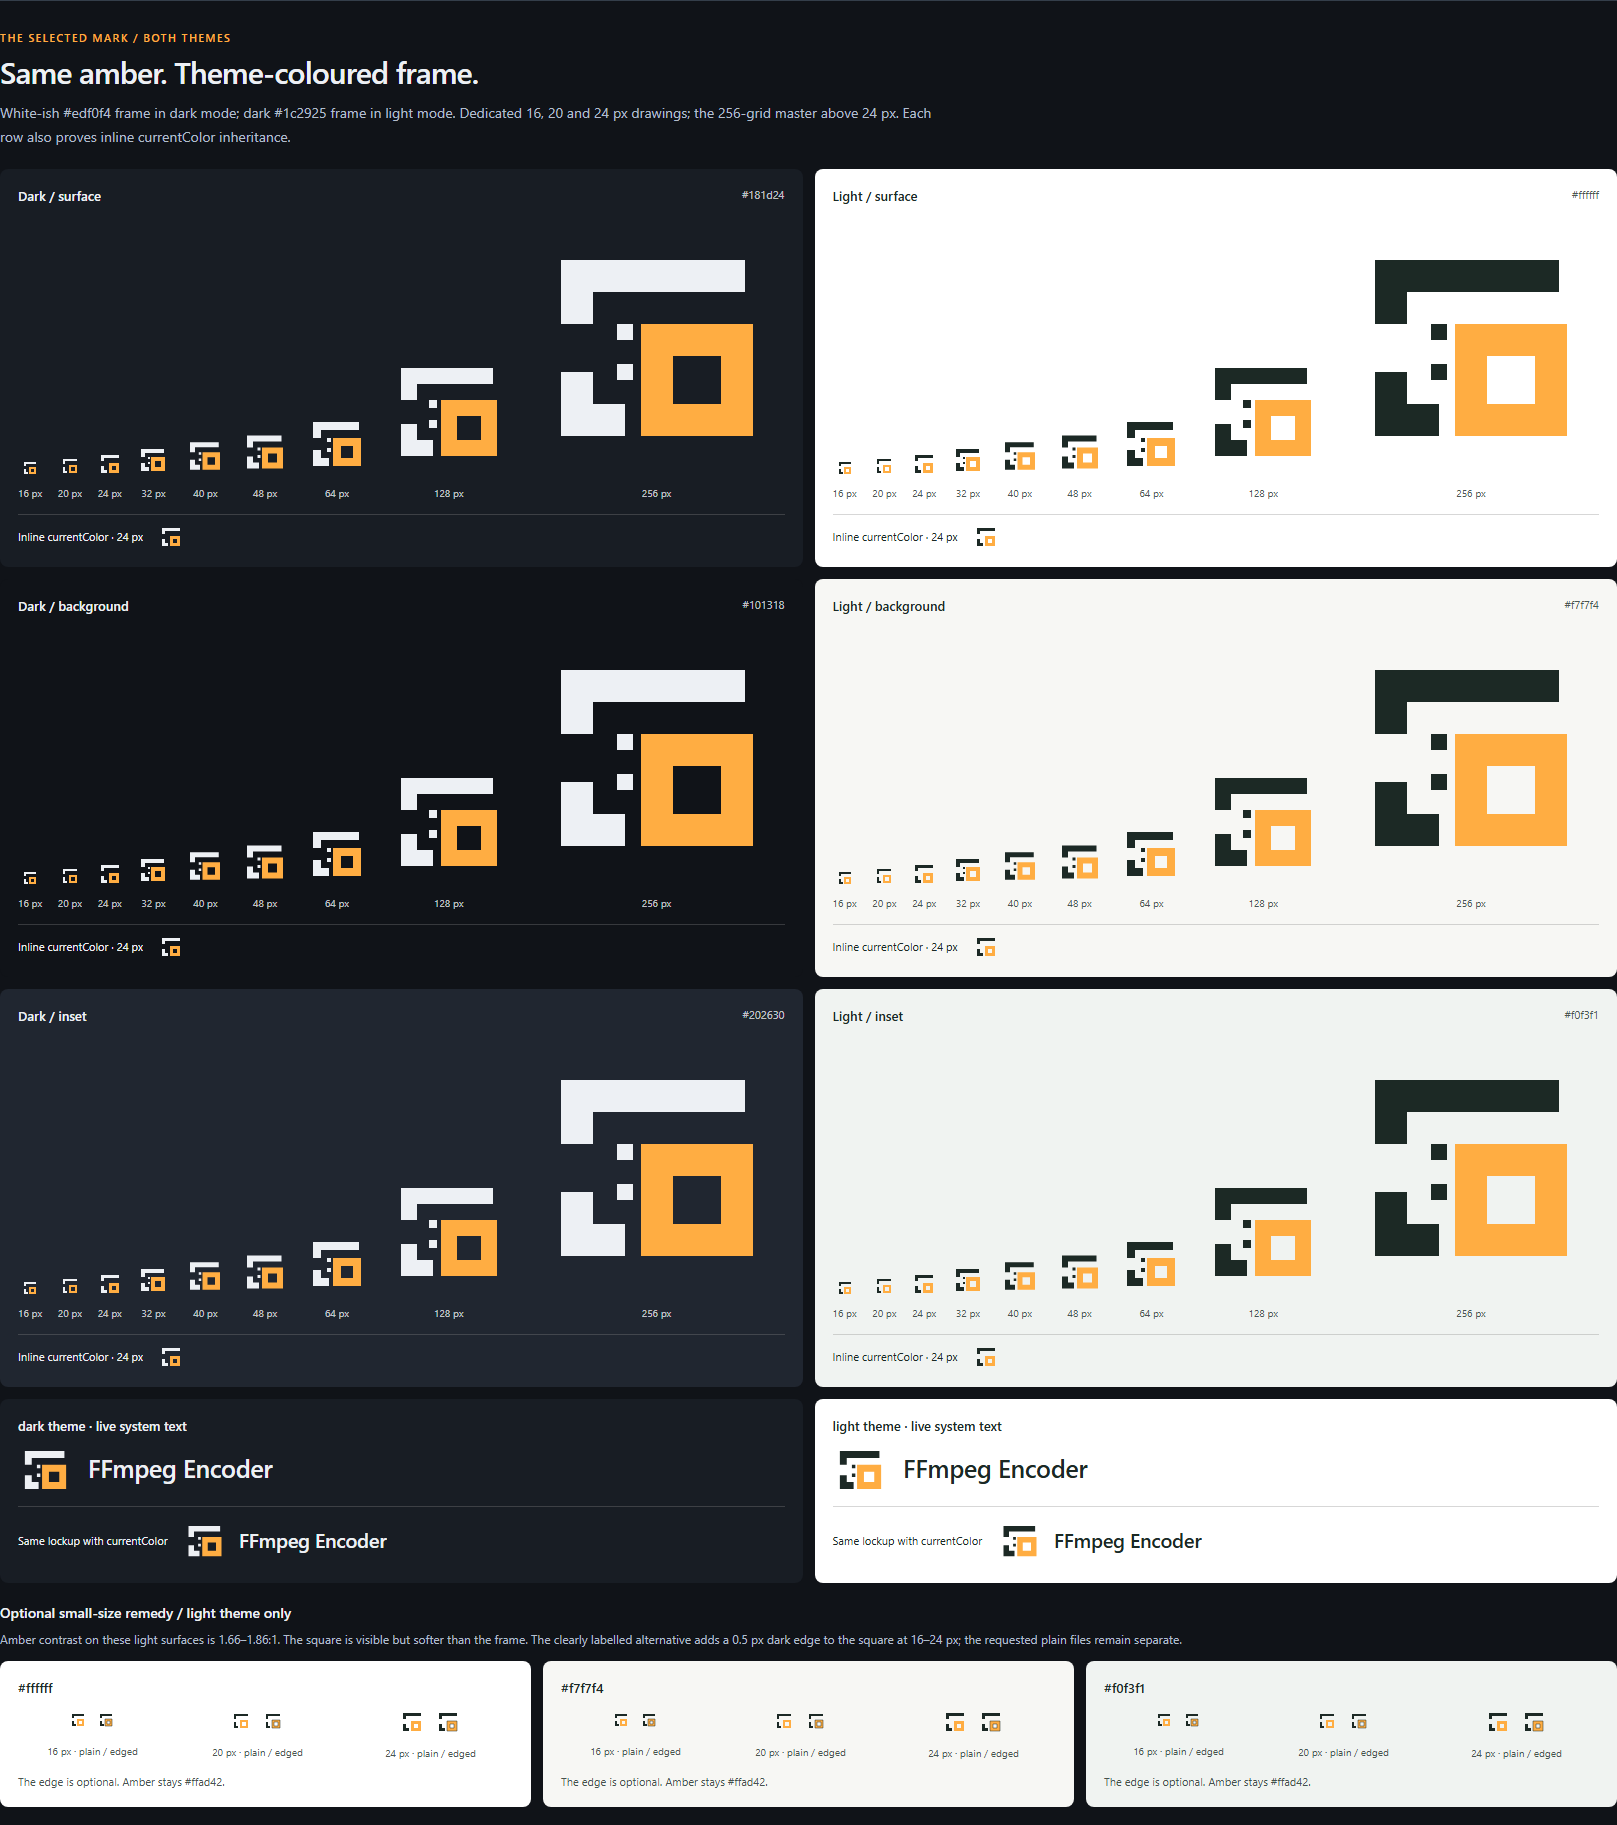 THE SELECTED MARK / BOTH THEMES
Same amber. Theme-coloured frame.
White-ish #edf0f4 frame in dark mode; dark #1c2925 frame in light mode. Dedicated 16, 20 and 24 px drawings; the 256-grid master above 24 px. Each
row also proves inline currentColor inheritance.
Dark / surface
#181d24
16 px 20 px 24 px 32 px 40 px 48 px 64 px 128 px 256 px
Inline currentColor · 24 px
Light / surface
#ffffff
16 px 20 px 24 px 32 px 40 px 48 px 64 px 128 px 256 px
Inline currentColor · 24 px
Dark / background
#101318
16 px 20 px 24 px 32 px 40 px 48 px 64 px 128 px 256 px
Inline currentColor · 24 px
Light / background
#f7f7f4
16 px 20 px 24 px 32 px 40 px 48 px 64 px 128 px 256 px
Inline currentColor · 24 px
Dark / inset
#202630
16 px 20 px 24 px 32 px 40 px 48 px 64 px 128 px 256 px
Inline currentColor · 24 px
Light / inset
#f0f3f1
16 px 20 px 24 px 32 px 40 px 48 px 64 px 128 px 256 px
Inline currentColor · 24 px
dark theme · live system text
FFmpeg Encoder
Same lockup with currentColor FFmpeg Encoder
light theme · live system text
FFmpeg Encoder
Same lockup with currentColor FFmpeg Encoder
Optional small-size remedy / light theme only
Amber contrast on these light surfaces is 1.66–1.86:1. The square is visible but softer than the frame. The clearly labelled alternative adds a 0.5 px dark edge to the square at 16–24 px; the requested plain files remain separate.
#ffffff
16 px · plain / edged 20 px · plain / edged 24 px · plain / edged
The edge is optional. Amber stays #ffad42.
#f7f7f4
16 px · plain / edged 20 px · plain / edged 24 px · plain / edged
The edge is optional. Amber stays #ffad42.
#f0f3f1
16 px · plain / edged 20 px · plain / edged 24 px · plain / edged
The edge is optional. Amber stays #ffad42.